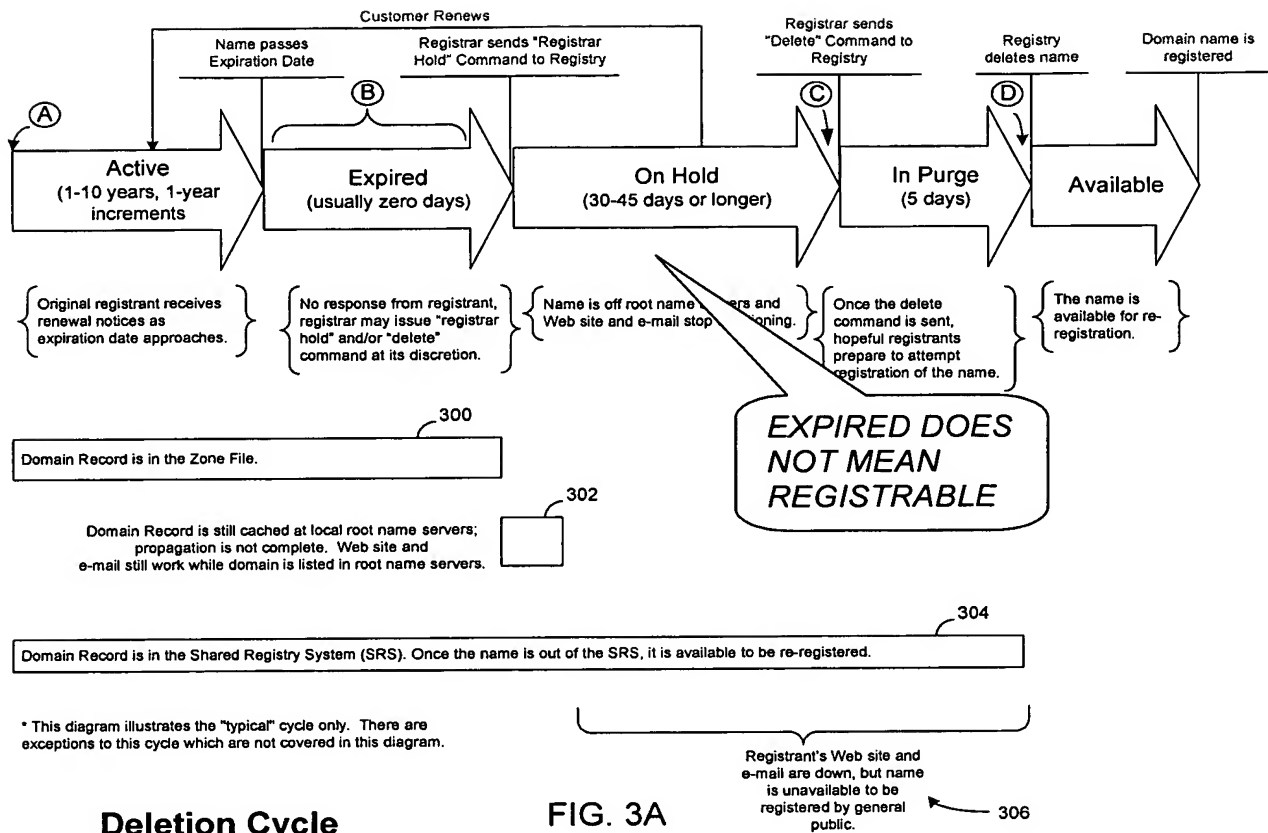 Customer Renews
Name passes
Expiration Date
Registrar sends "Registrar
Hold" Command to Registry
Registrar sends
"Delete" Command to
Registry
Registry
deletes name
Domain name is
registered
A
B
C
D
Active
(1-10 years, 1-year
increments
Expired
(usually zero days)
On Hold
(30-45 days or longer)
In Purge
(5 days)
Available
Original registrant receives
renewal notices as
expiration date approaches.
No response from registrant,
registrar may issue "registrar
hold" and/or "delete"
command at its discretion.
Name is off root name and
Web site and e-mail stop
Once the delete
command is sent,
hopeful registrants
prepare to attempt
registration of the name.
The name is
available for re-
registration.
EXPIRED DOES
NOT MEAN
REGISTRABLE
300
Domain Record is in the Zone File.
302
Domain Record is still cached at local root name servers;
propagation is not complete. Web site and
e-mail still work while domain is listed in root name servers.
304
Domain Record is in the Shared Registry System (SRS). Once the name is out of the SRS, it is available to be re-registered.
* This diagram illustrates the "typical" cycle only. There are
exceptions to this cycle which are not covered in this diagram.
Registrant's Web site and
e-mail are down, but name
is unavailable to be
registered by general
public.
306
Deletion Cycle
FIG. 3A